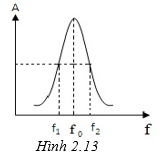 A
f₁ f₀ f₂ f
Hình 2.13